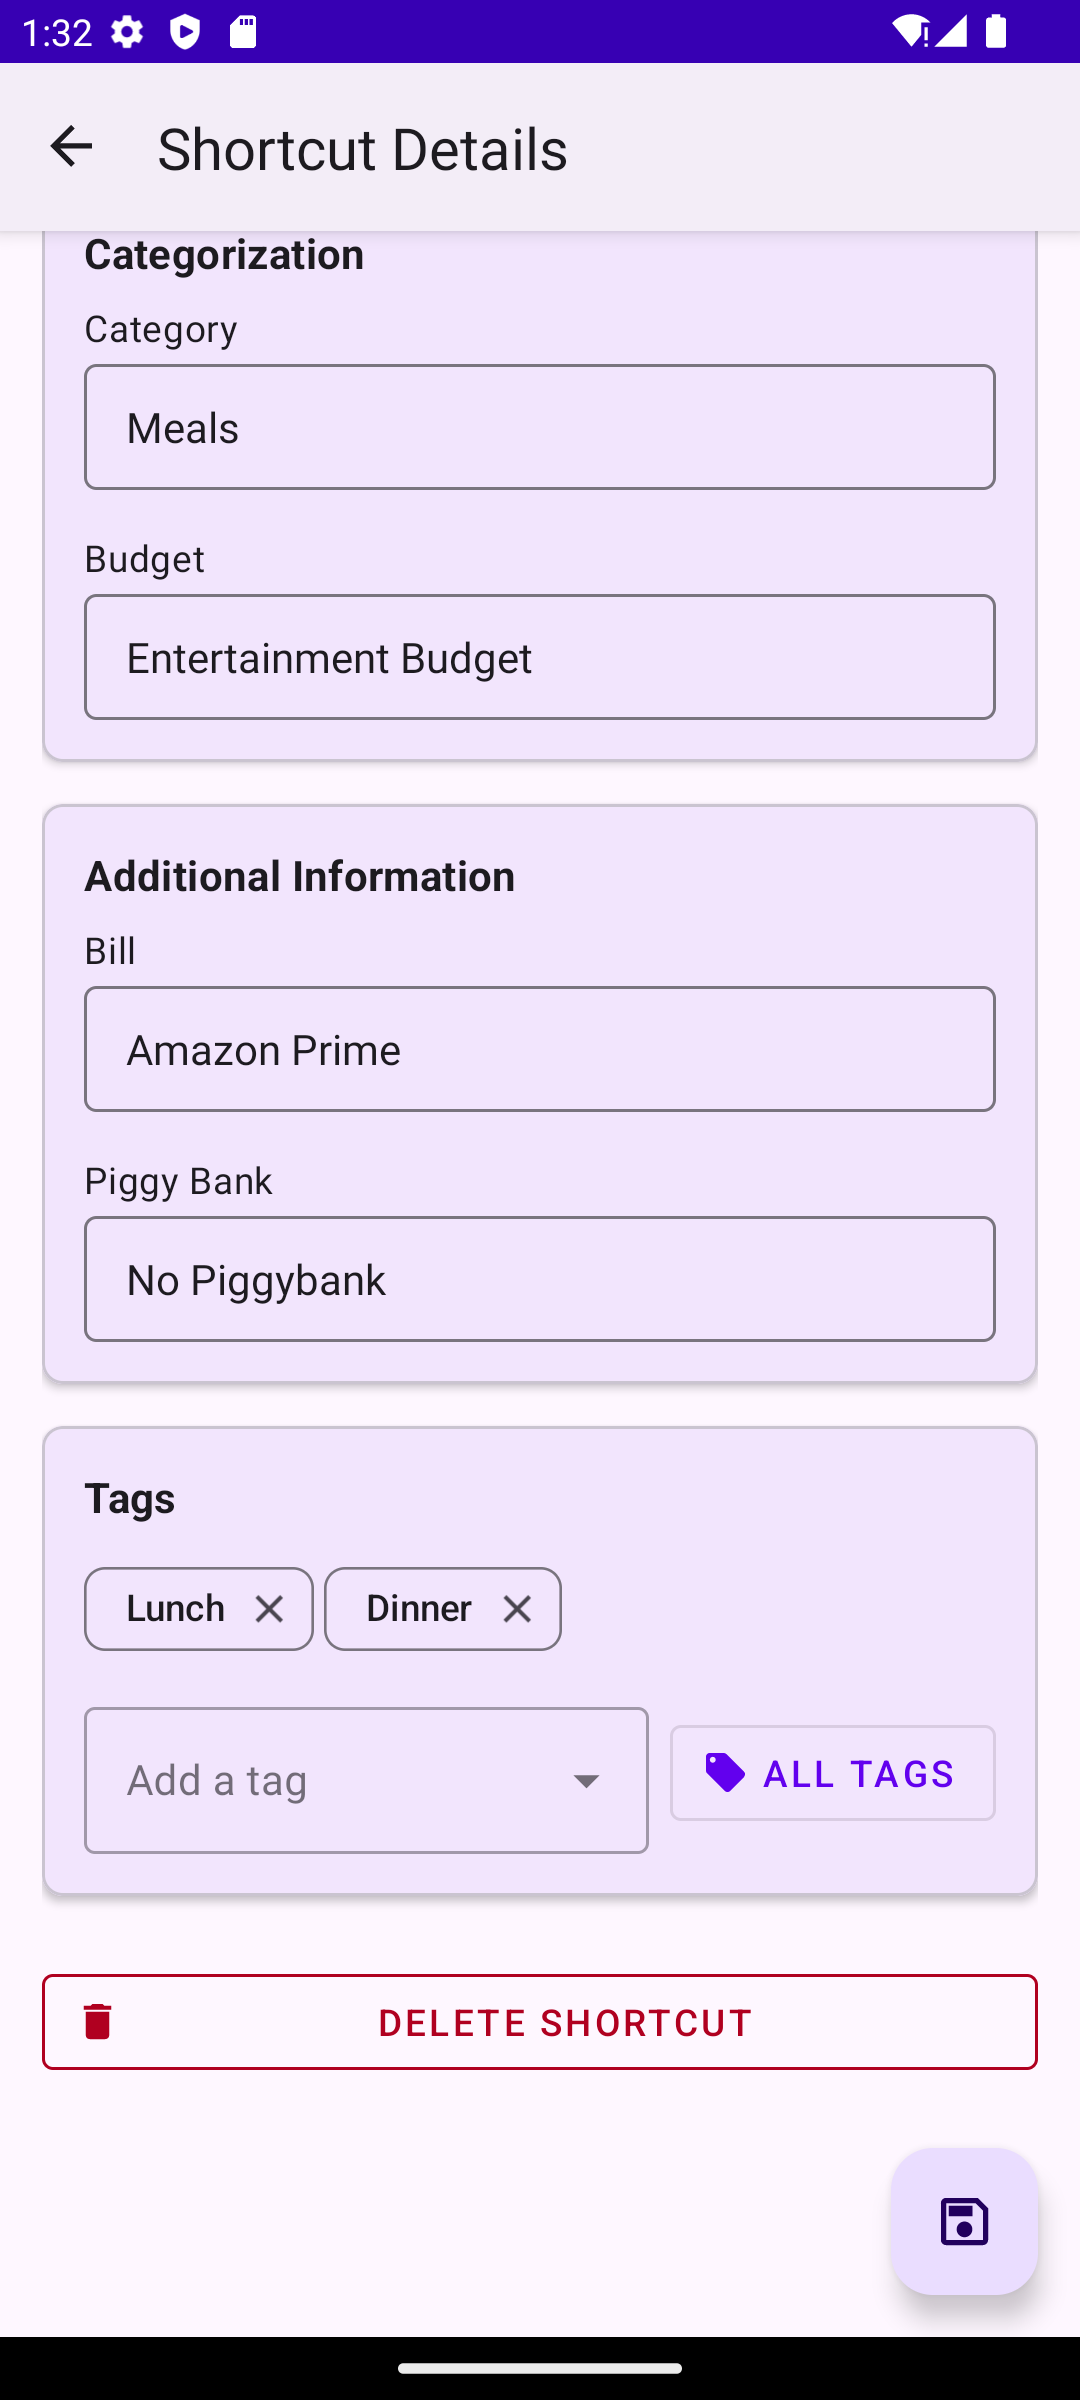 1:32
Shortcut Details
Categorization
Category
Meals
Budget
Entertainment Budget
Additional Information
Bill
Amazon Prime
Piggy Bank
No Piggybank
Tags
Lunch
Dinner
Add a tag
ALL TAGS
DELETE SHORTCUT